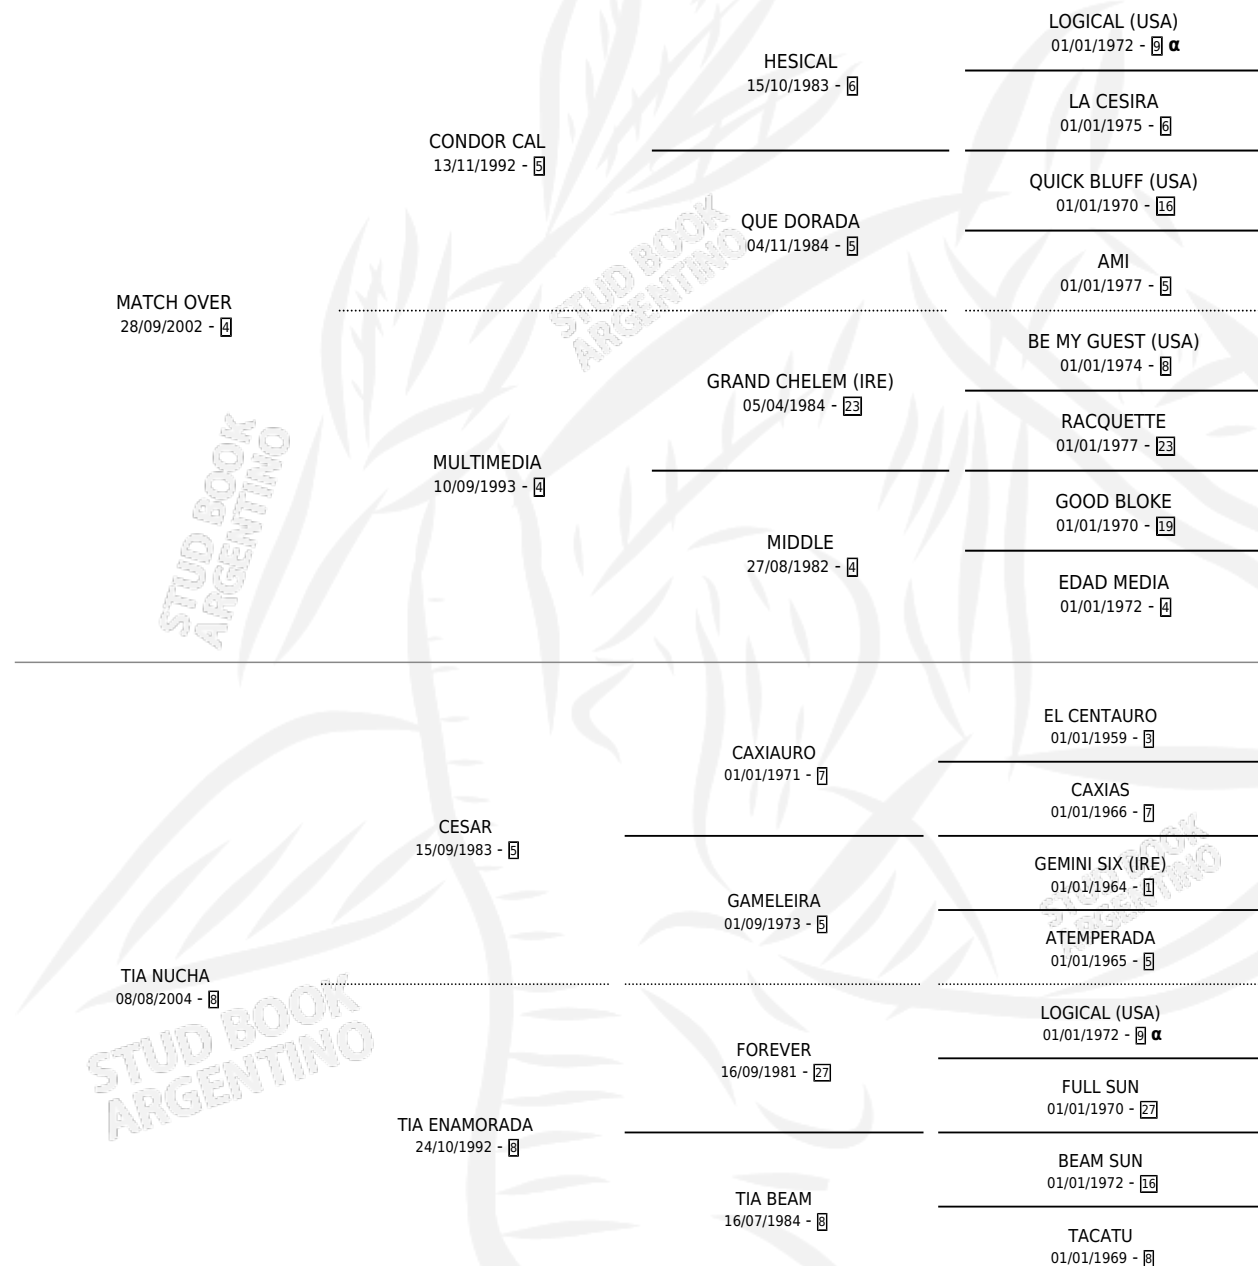 LOGICAL (USA)
01/01/1972 - 9 α
HESICAL
15/10/1983 - 6
LA CESIRA
01/01/1975 - 6
CONDOR CAL
13/11/1992 - 5
QUICK BLUFF (USA)
01/01/1970 - 16
QUE DORADA
04/11/1984 - 5
AMI
01/01/1977 - 5
MATCH OVER
28/09/2002 - 4
BE MY GUEST (USA)
01/01/1974 - 8
GRAND CHELEM (IRE)
05/04/1984 - 23
RACQUETTE
01/01/1977 - 23
MULTIMEDIA
10/09/1993 - 4
GOOD BLOKE
01/01/1970 - 19
MIDDLE
27/08/1982 - 4
EDAD MEDIA
01/01/1972 - 4
EL CENTAURO
01/01/1959 - 3
CAXIAURO
01/01/1971 - 7
CAXIAS
01/01/1966 - 7
CESAR
15/09/1983 - 5
GEMINI SIX (IRE)
01/01/1964 - 1
GAMELEIRA
01/09/1973 - 5
ATEMPERADA
01/01/1965 - 5
TIA NUCHA
08/08/2004 - 8
LOGICAL (USA)
01/01/1972 - 9 α
FOREVER
16/09/1981 - 27
FULL SUN
01/01/1970 - 27
TIA ENAMORADA
24/10/1992 - 8
BEAM SUN
01/01/1972 - 16
TIA BEAM
16/07/1984 - 8
TACATU
01/01/1969 - 8
STUD BOOK
ARGENTINO
STUD BOOK
ARGENTINO
STUD BOOK
ARGENTINO
STUD BOOK
ARGENTINO